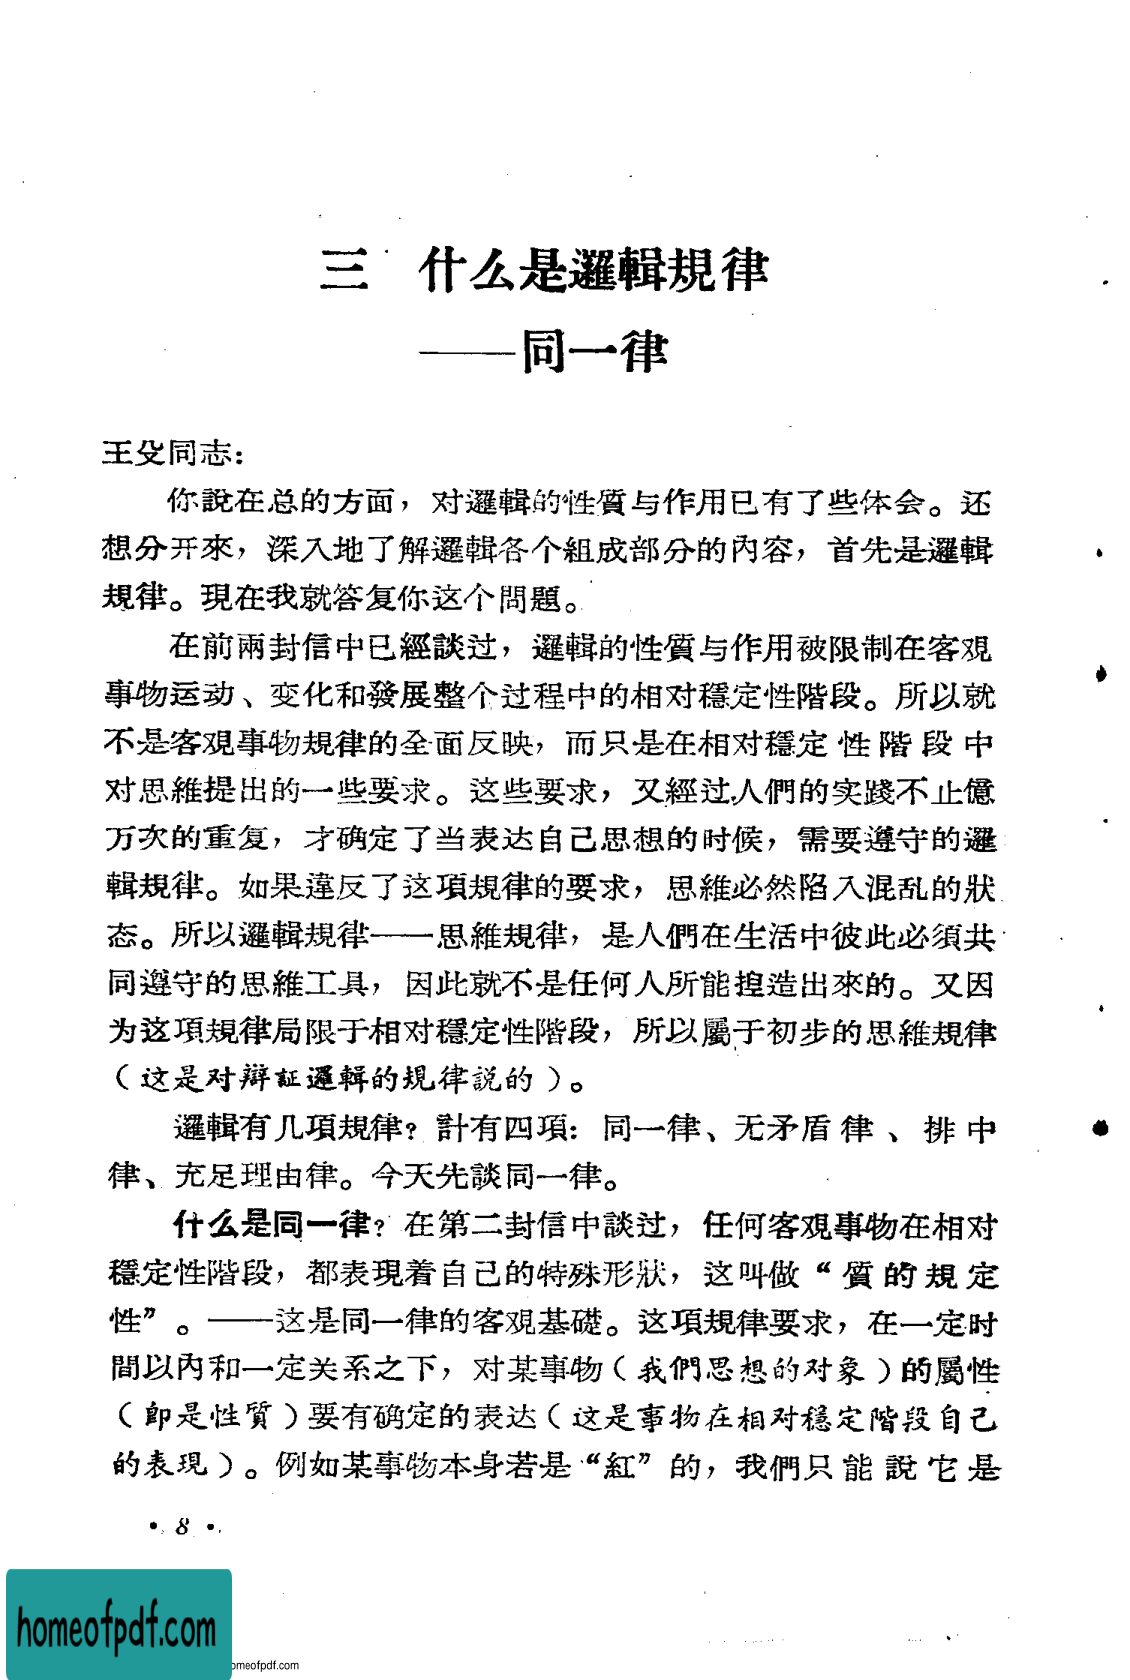 三 什么是邏輯規律
——同一律
王殳同志:
你說在总的方面，对邏輯的性質与作用已有了些体会。还
想分开來，深入地了解邏輯各个組成部分的內容，首先是邏輯
規律。現在我就答复你这个問題。
在前兩封信中已經談过，邏輯的性質与作用被限制在客观
事物运动、变化和發展整个过程中的相对穩定性階段。所以就
不是客观事物規律的全面反映，而只是在相对穩定性階段中
对思維提出的一些要求。这些要求，又經过人們的实踐不止億
万次的重复，才确定了当表达自己思想的时候，需要遵守的邏
輯規律。如果違反了这項規律的要求，思維必然陷入混乱的狀
态。所以邏輯規律——思維規律，是人們在生活中彼此必須共
同遵守的思維工具，因此就不是任何人所能捏造出來的。又因
为这項規律局限于相对穩定性階段，所以屬于初步的思維規律
（这是对辯証邏輯的規律説的）。
邏輯有几項規律？計有四項：同一律、无矛盾律、排中
律、充足理由律。今天先談同一律。
什么是同一律？在第二封信中談过，任何客观事物在相对
穩定性階段，都表現着自己的特殊形狀，这叫做“質的規定
性”。——这是同一律的客观基礎。这項規律要求，在一定时
間以內和一定关系之下，对某事物（我們思想的对象）的屬性
（卽是性質）要有确定的表达（这是事物在相对穩定階段自己
的表現）。例如某事物本身若是“紅”的，我們只能說它是
• 8 •
homeofpdf.com
omeofpdf.com